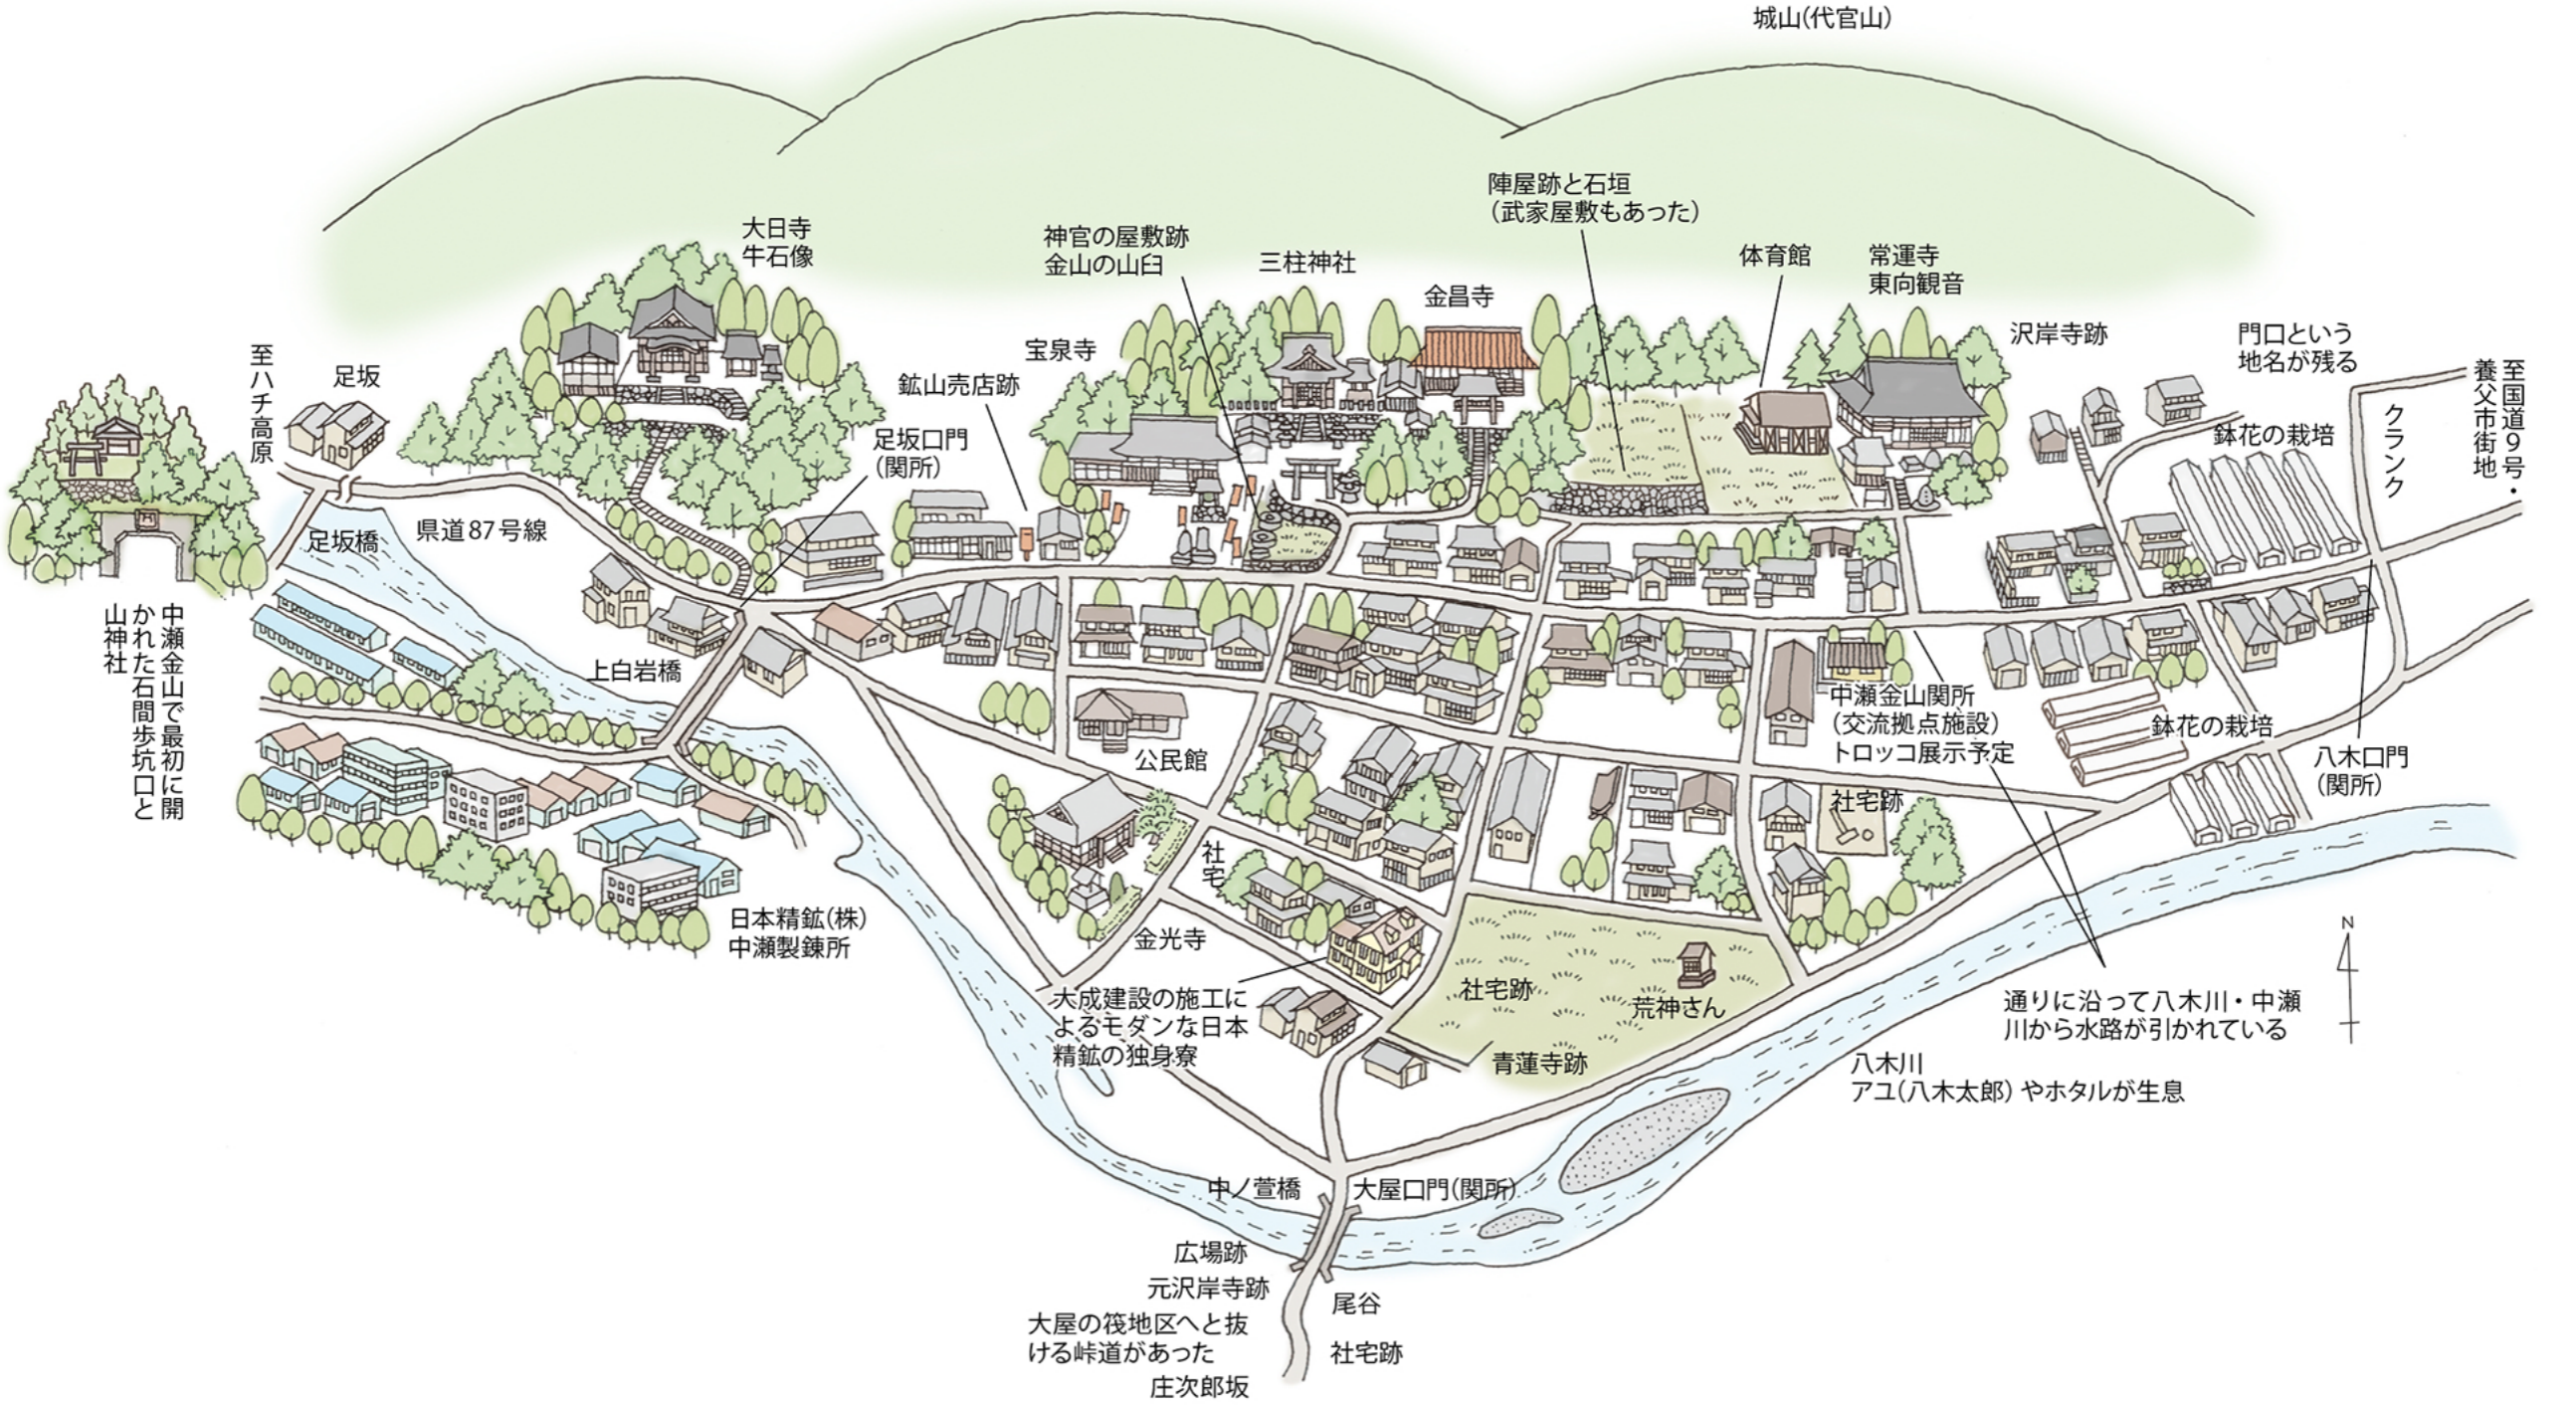 城山(代官山)
陣屋跡と石垣
(武家屋敷もあった)
大日寺
牛石像
神官の屋敷跡
金山の山臼
三柱神社
体育館
常運寺
東向観音
金昌寺
沢岸寺跡
門口という
地名が残る
至国道9号・
養父市街地
クランク
至ハチ高原
足坂
宝泉寺
鉱山売店跡
足坂口門
(関所)
鉢花の栽培
県道87号線
足坂橋
中瀬金山で最初に開
かれた石間歩坑口と
山神社
上白岩橋
中瀬金山関所
(交流拠点施設)
トロッコ展示予定
鉢花の栽培
八木口門
(関所)
公民館
社宅跡
社宅
日本精鉱(株)
中瀬製錬所
金光寺
大成建設の施工に
よるモダンな日本
精鉱の独身寮
社宅跡
荒神さん
青蓮寺跡
N
通りに沿って八木川・中瀬
川から水路が引かれている
八木川
アユ(八木太郎)やホタルが生息
中ノ萱橋
大屋口門(関所)
広場跡
元沢岸寺跡
尾谷
大屋の筏地区へと抜
ける峠道があった
社宅跡
庄次郎坂